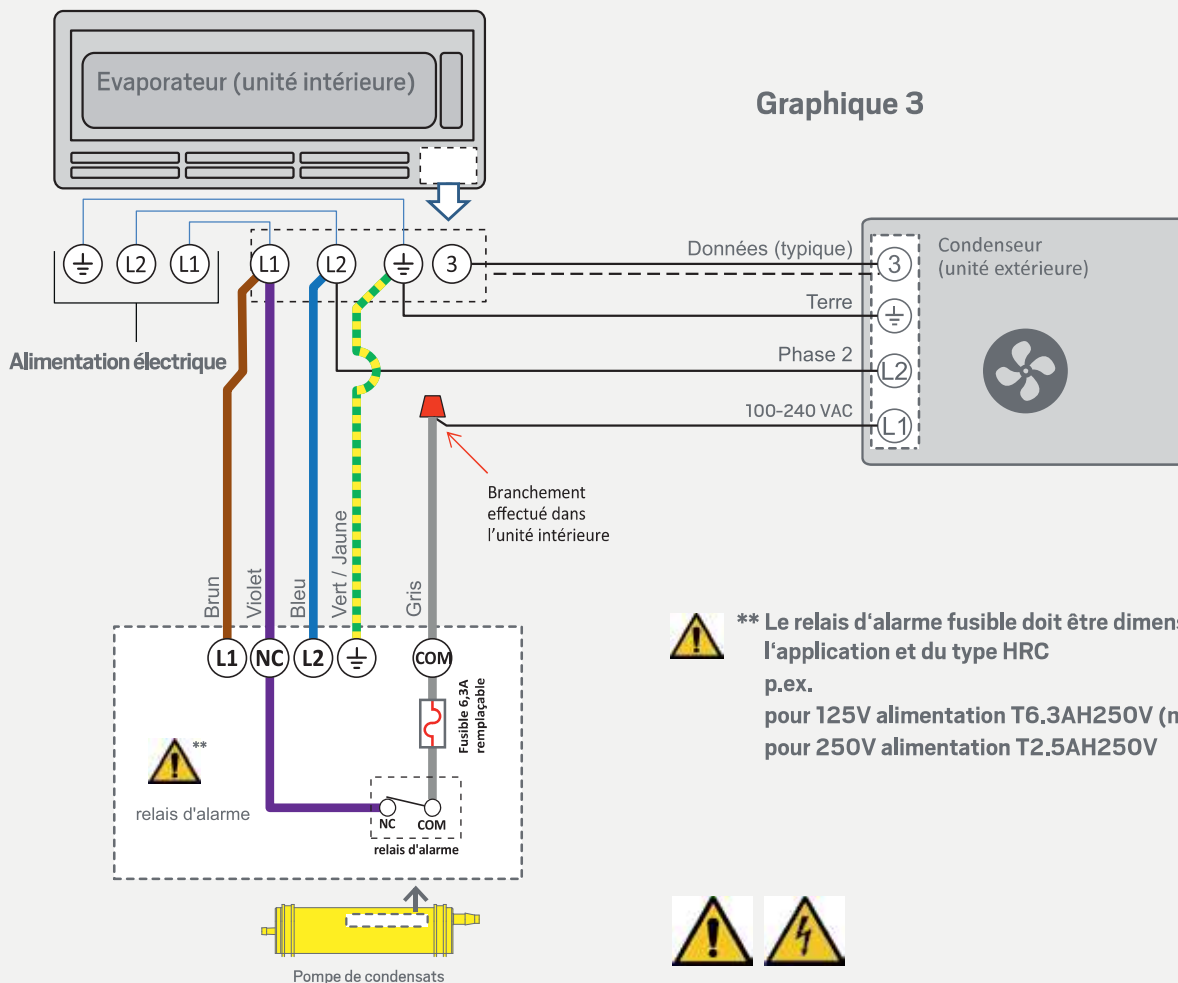 Evaporateur (unité intérieure)
Graphique 3
L2
L1
L1
L2
3
Alimentation électrique
Données (typique)
Terre
Phase 2
100-240 VAC
3
L2
L1
Condenseur
(unité extérieure)
Branchement
effectué dans
l'unité intérieure
Brun
Violet
Bleu
Vert / Jaune
Gris
L1
NC
L2
COM
Fusible 6,3A
remplaçable
**
relais d'alarme
NC
COM
relais d'alarme
Pompe de condensats
** Le relais d'alarme fusible doit être
l'application et du type HRC
p.ex.
pour 125V alimentation T6.3AH250V
pour 250V alimentation T2.5AH250V